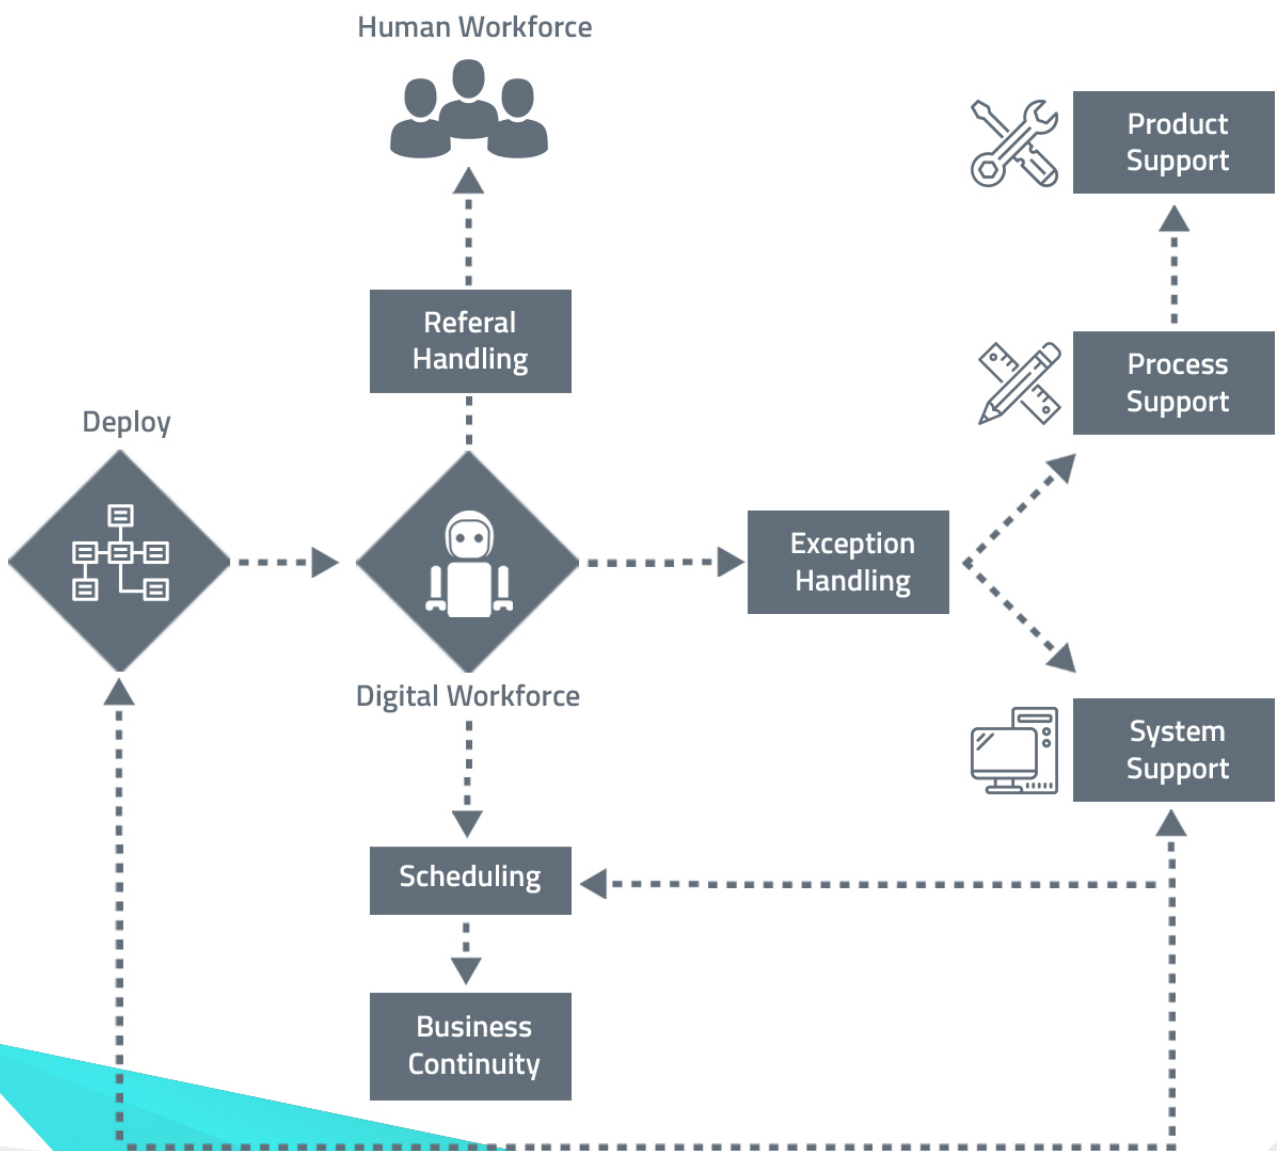 Human Workforce
Product
Support
Referal
Handling
Process
Support
Deploy
Exception
Handling
Digital Workforce
System
Support
Scheduling
Business
Continuity